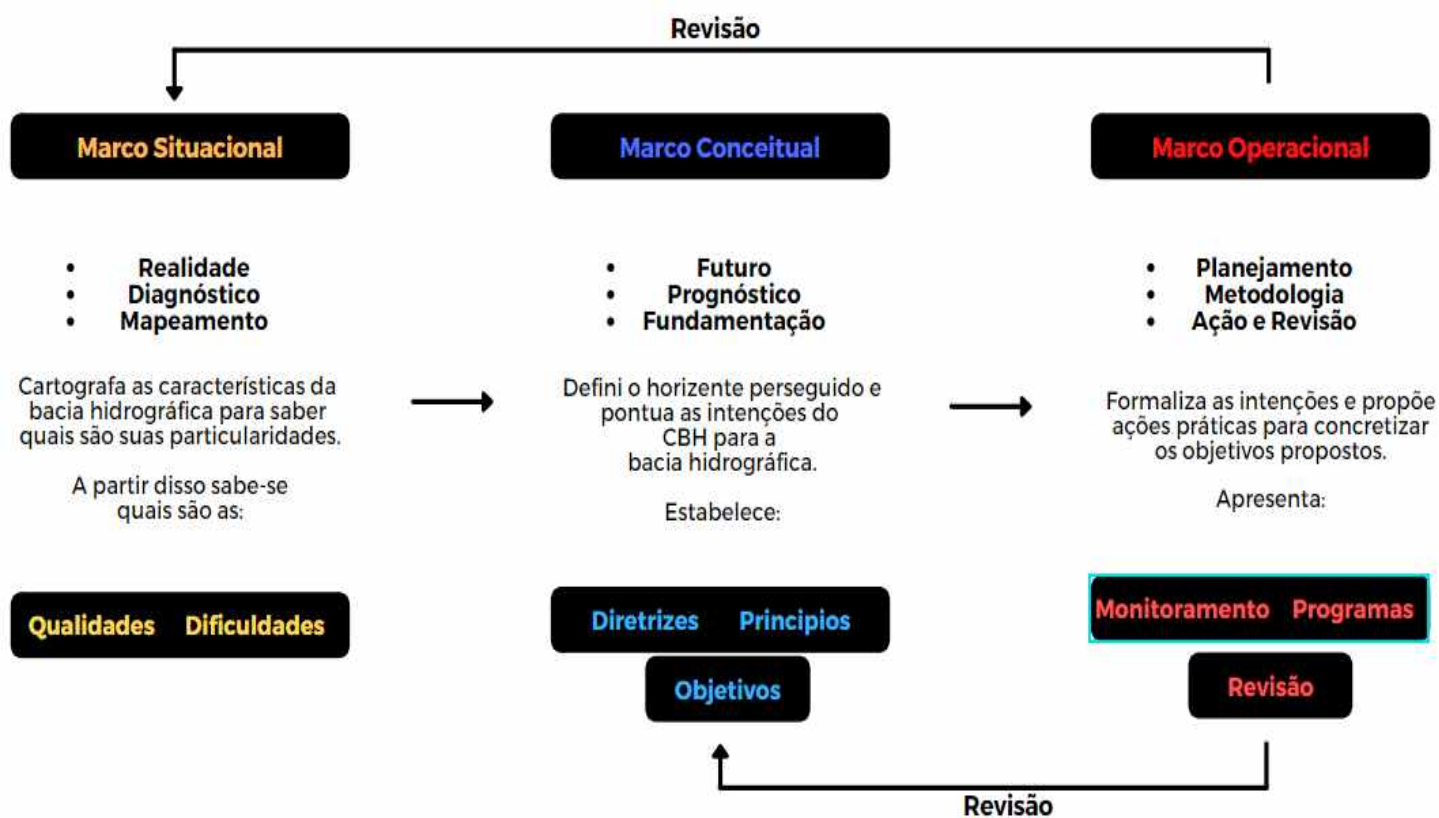 Revisão
Marco Situacional
Marco Conceitual
Marco Operacional
• Realidade
• Diagnóstico
• Mapeamento
Cartografa as características da
bacia hidrográfica para saber
quais são suas particularidades.
A partir disso sabe-se
quais são as:
Qualidades Dificuldades
• Futuro
• Prognóstico
• Fundamentação
Defini o horizente perseguido e
pontua as intenções do
CBH para a
bacia hidrográfica.
Estabelece:
Diretrizes Principios
Objetivos
• Planejamento
• Metodologia
• Ação e Revisão
Formaliza as intenções e propõe
ações práticas para concretizar
os objetivos propostos.
Apresenta:
Monitoramento Programas
Revisão
Revisão